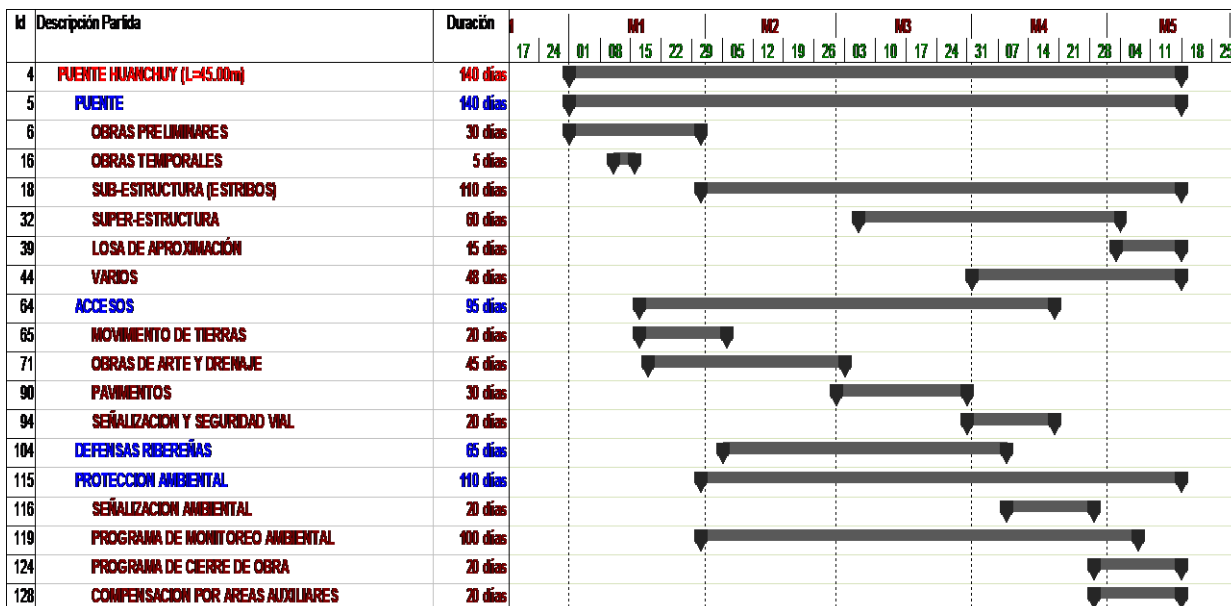 Id Descripción Partida Duración M1 M2 M3 M4 M5
17 24 01 08 15 22 29 05 12 19 26 03 10 17 24 31 07 14 21 28 04 11 18 25
4 PUENTE HUANCHUY (L=45.00m) 140 días
5 PUENTE 140 días
6 OBRAS PRELIMINARES 30 días
16 OBRAS TEMPORALES 5 días
18 SUB-ESTRUCTURA (ESTRIBOS) 110 días
32 SUPER-ESTRUCTURA 60 días
39 LOSA DE APROXIMACIÓN 15 días
44 VARIOS 48 días
64 ACCESOS 95 días
65 MOVIMIENTO DE TIERRAS 20 días
71 OBRAS DE ARTE Y DRENAJE 45 días
90 PAVIMENTOS 30 días
94 SEÑALIZACION Y SEGURIDAD VIAL 20 días
104 DEFENSAS RIBEREÑAS 65 días
115 PROTECCION AMBIENTAL 110 días
116 SEÑALIZACION AMBIENTAL 20 días
119 PROGRAMA DE MONITOREO AMBIENTAL 100 días
124 PROGRAMA DE CIERRE DE OBRA 20 días
128 COMPENSACION POR AREAS AUXILIARES 20 días